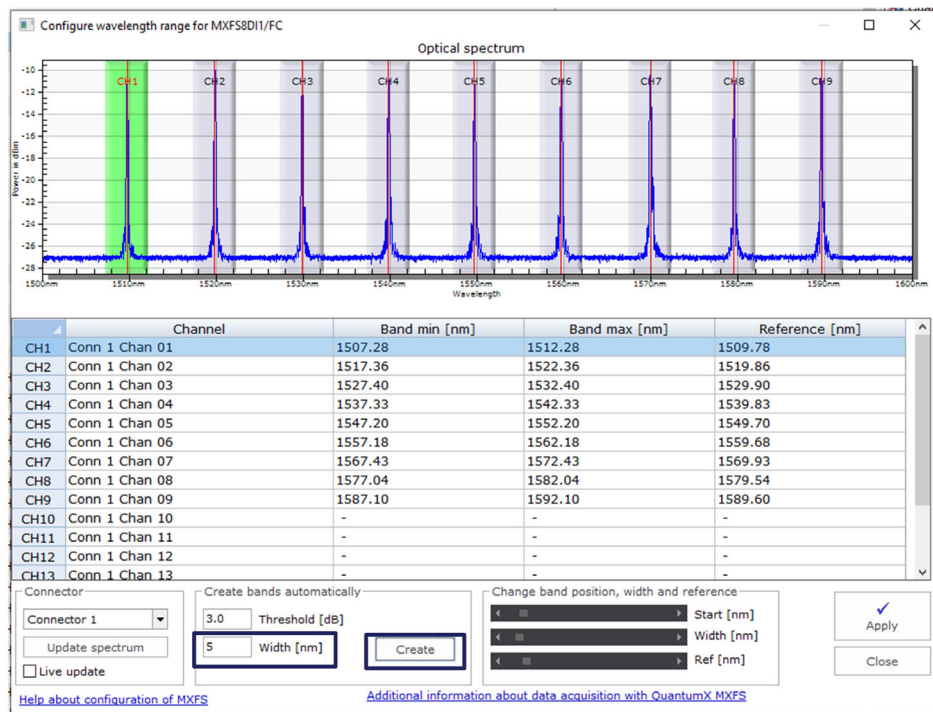 Configure wavelength range for MXFS8DI1/FC
Optical spectrum
Power in dBm
-10
-12
-14
-16
-18
-20
-22
-24
-26
-28
CH1 CH2 CH3 CH4 CH5 CH6 CH7 CH8 CH9
1500nm 1510nm 1520nm 1530nm 1540nm 1550nm 1560nm 1570nm 1580nm 1590nm 1600nm
Wavelength
Channel Band min [nm] Band max [nm] Reference [nm]
CH1 Conn 1 Chan 01 1507.28 1512.28 1509.78
CH2 Conn 1 Chan 02 1517.36 1522.36 1519.86
CH3 Conn 1 Chan 03 1527.40 1532.40 1529.90
CH4 Conn 1 Chan 04 1537.33 1542.33 1539.83
CH5 Conn 1 Chan 05 1547.20 1552.20 1549.70
CH6 Conn 1 Chan 06 1557.18 1562.18 1559.68
CH7 Conn 1 Chan 07 1567.43 1572.43 1569.93
CH8 Conn 1 Chan 08 1577.04 1582.04 1579.54
CH9 Conn 1 Chan 09 1587.10 1592.10 1589.60
CH10 Conn 1 Chan 10 - - -
CH11 Conn 1 Chan 11 - - -
CH12 Conn 1 Chan 12 - - -
CH13 Conn 1 Chan 13 - - -
Connector
Connector 1
Update spectrum
Live update
Create bands automatically
3.0 Threshold [dB]
5 Width [nm]
Create
Change band position, width and reference
Start [nm]
Width [nm]
Ref [nm]
Apply
Close
Help about configuration of MXFS
Additional information about data acquisition with QuantumX MXFS